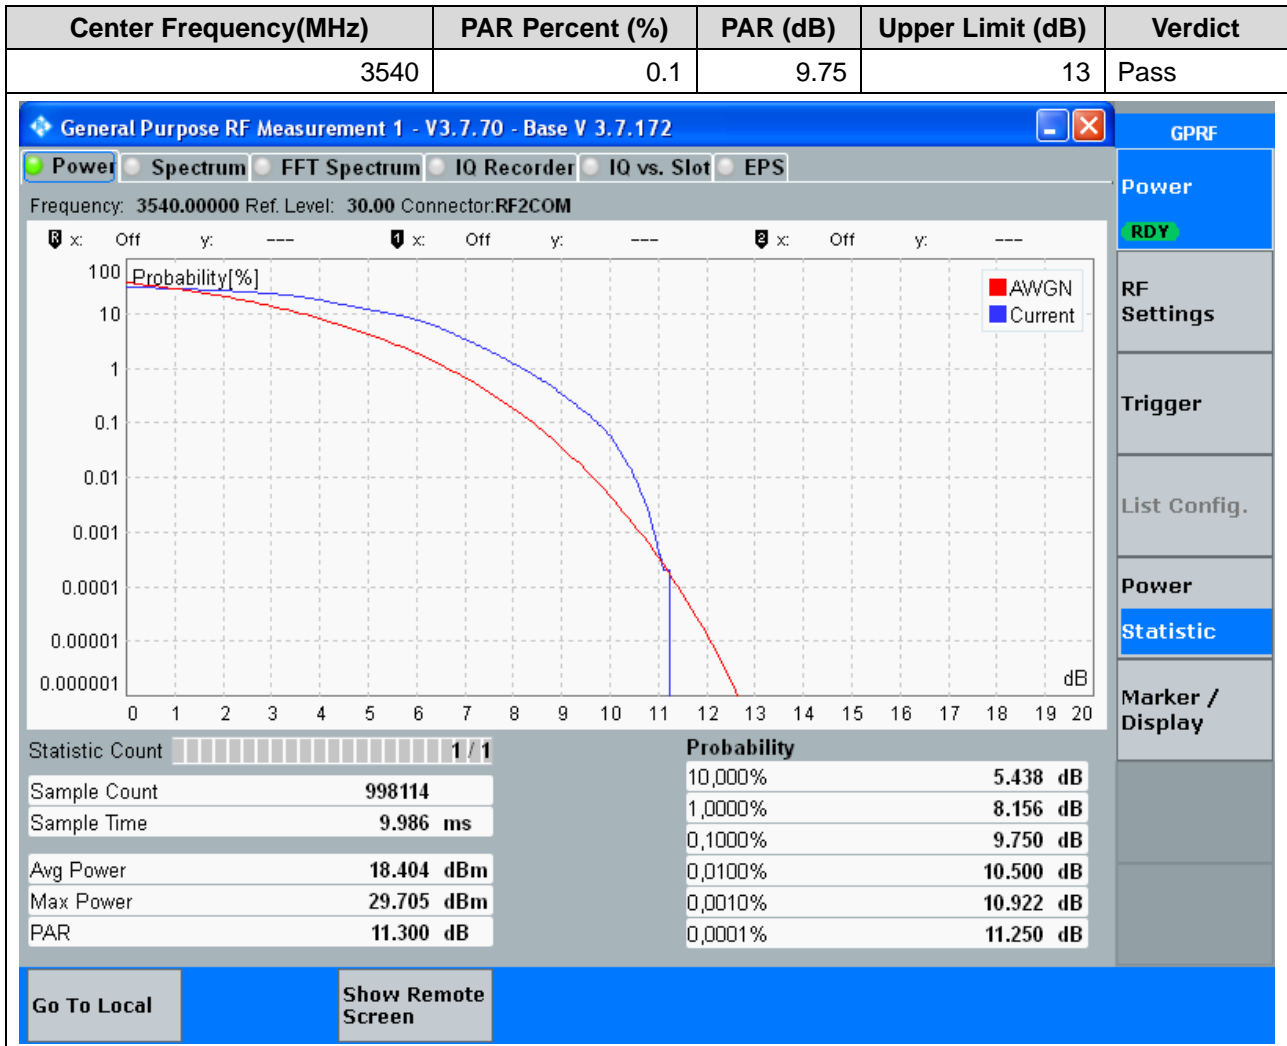 Center Frequency(MHz) PAR Percent (%) PAR (dB) Upper Limit (dB) Verdict
3540 0.1 9.75 13 Pass
General Purpose RF Measurement 1 - V3.7.70 - Base V 3.7.172
GPRF
Power Spectrum FFT Spectrum IQ Recorder IQ vs. Slot EPS
Power
RDY
Frequency: 3540.00000 Ref. Level: 30.00 Connector:RF2COM
R x: Off y: --- 1 x: Off y: --- 2 x: Off y: ---
Probability[%]
AWGN
Current
100
10
1
0.1
0.01
0.001
0.0001
0.00001
0.000001
dB
0 1 2 3 4 5 6 7 8 9 10 11 12 13 14 15 16 17 18 19 20
RF
Settings
Trigger
List Config.
Power
Statistic
Marker /
Display
Statistic Count 1 / 1
Sample Count 998114
Sample Time 9.986 ms
Avg Power 18.404 dBm
Max Power 29.705 dBm
PAR 11.300 dB
Probability
10,000% 5.438 dB
1,0000% 8.156 dB
0,1000% 9.750 dB
0,0100% 10.500 dB
0,0010% 10.922 dB
0,0001% 11.250 dB
Go To Local
Show Remote
Screen